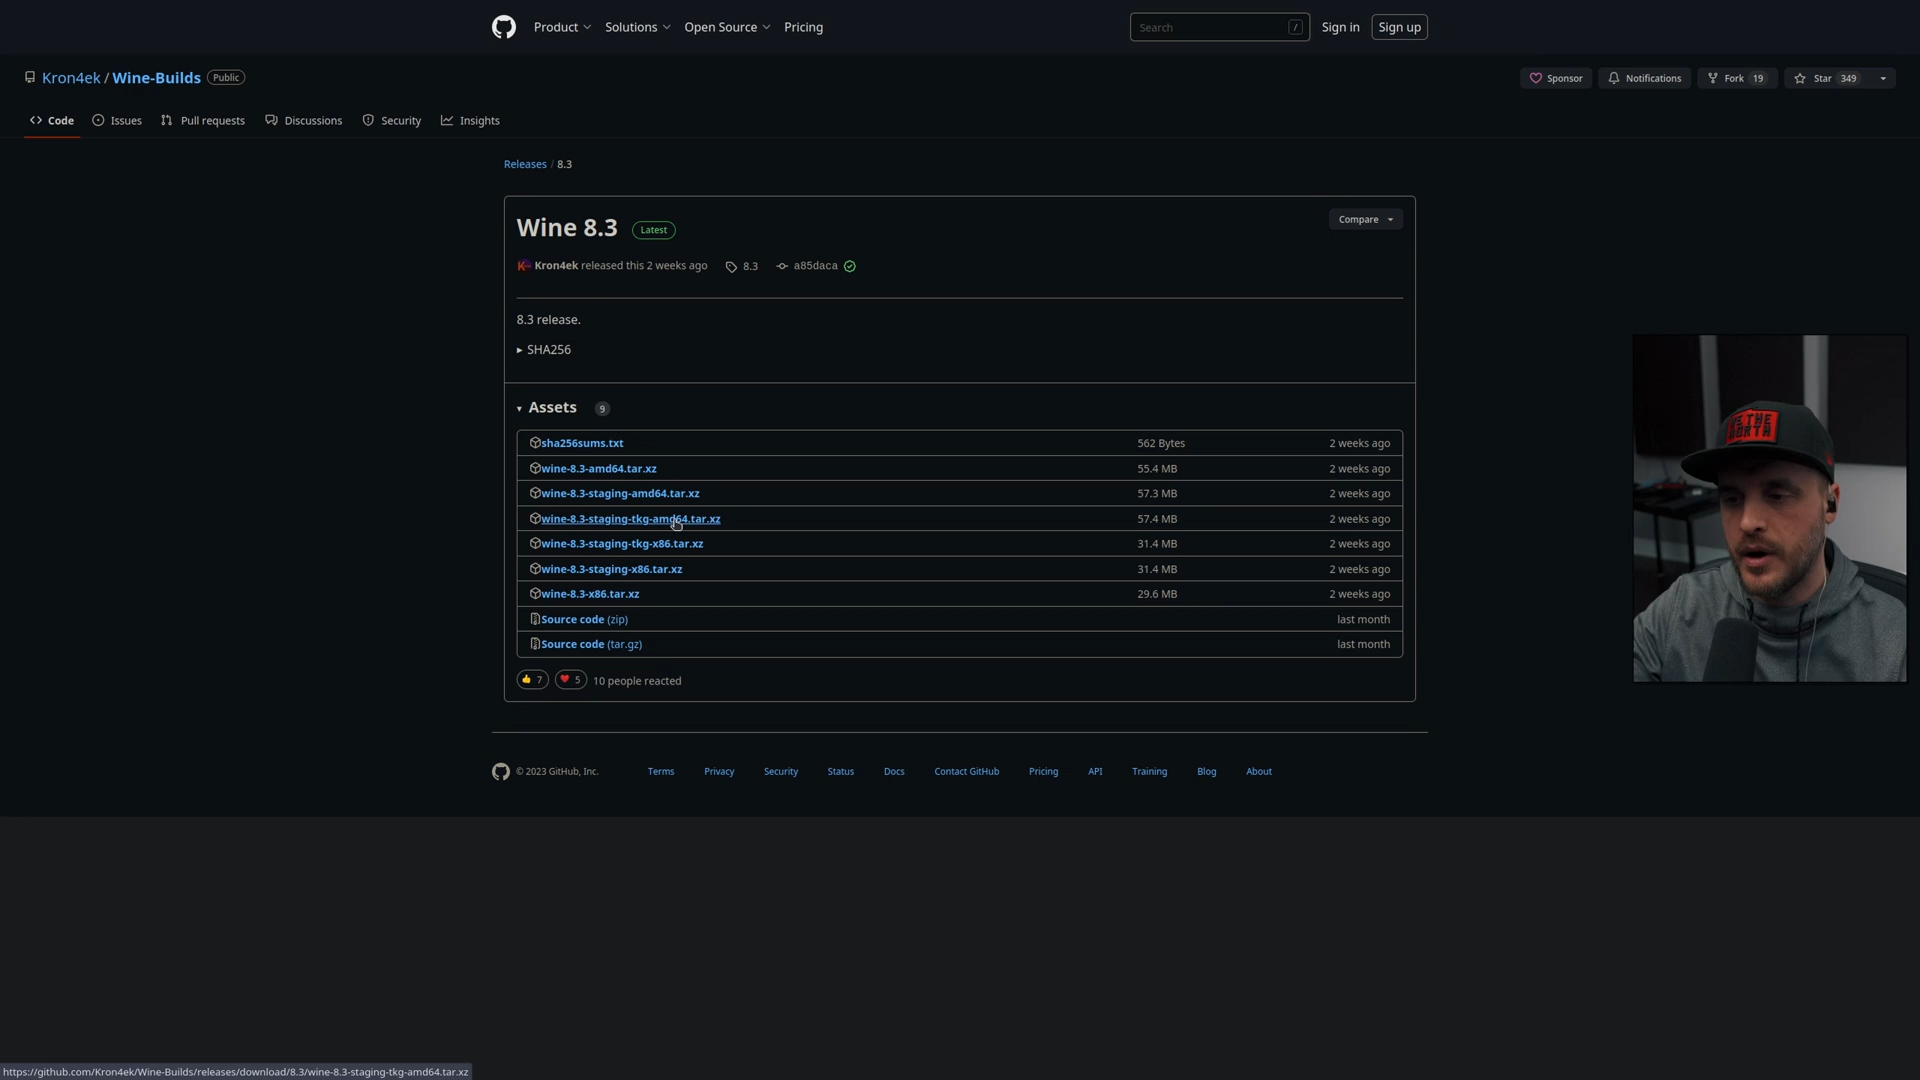 Product Solutions Open Source Pricing Search / Sign in Sign up
Kron4ek / Wine-Builds Public Sponsor Notifications Fork 19 Star 349
Code Issues Pull requests Discussions Security Insights
Releases / 8.3
Wine 8.3 Latest Compare
Kron4ek released this 2 weeks ago 8.3 a85daca
8.3 release.
SHA256
Assets 9
sha256sums.txt 562 Bytes 2 weeks ago
wine-8.3-amd64.tar.xz 55.4 MB 2 weeks ago
wine-8.3-staging-amd64.tar.xz 57.3 MB 2 weeks ago
wine-8.3-staging-tkg-amd64.tar.xz 57.4 MB 2 weeks ago
wine-8.3-staging-tkg-x86.tar.xz 31.4 MB 2 weeks ago
wine-8.3-staging-x86.tar.xz 31.4 MB 2 weeks ago
wine-8.3-x86.tar.xz 29.6 MB 2 weeks ago
Source code (zip) last month
Source code (tar.gz) last month
7 5 10 people reacted
© 2023 GitHub, Inc. Terms Privacy Security Status Docs Contact GitHub Pricing API Training Blog About
THE
NORTH
https://github.com/Kron4ek/Wine-Builds/releases/download/8.3/wine-8.3-staging-tkg-amd64.tar.xz